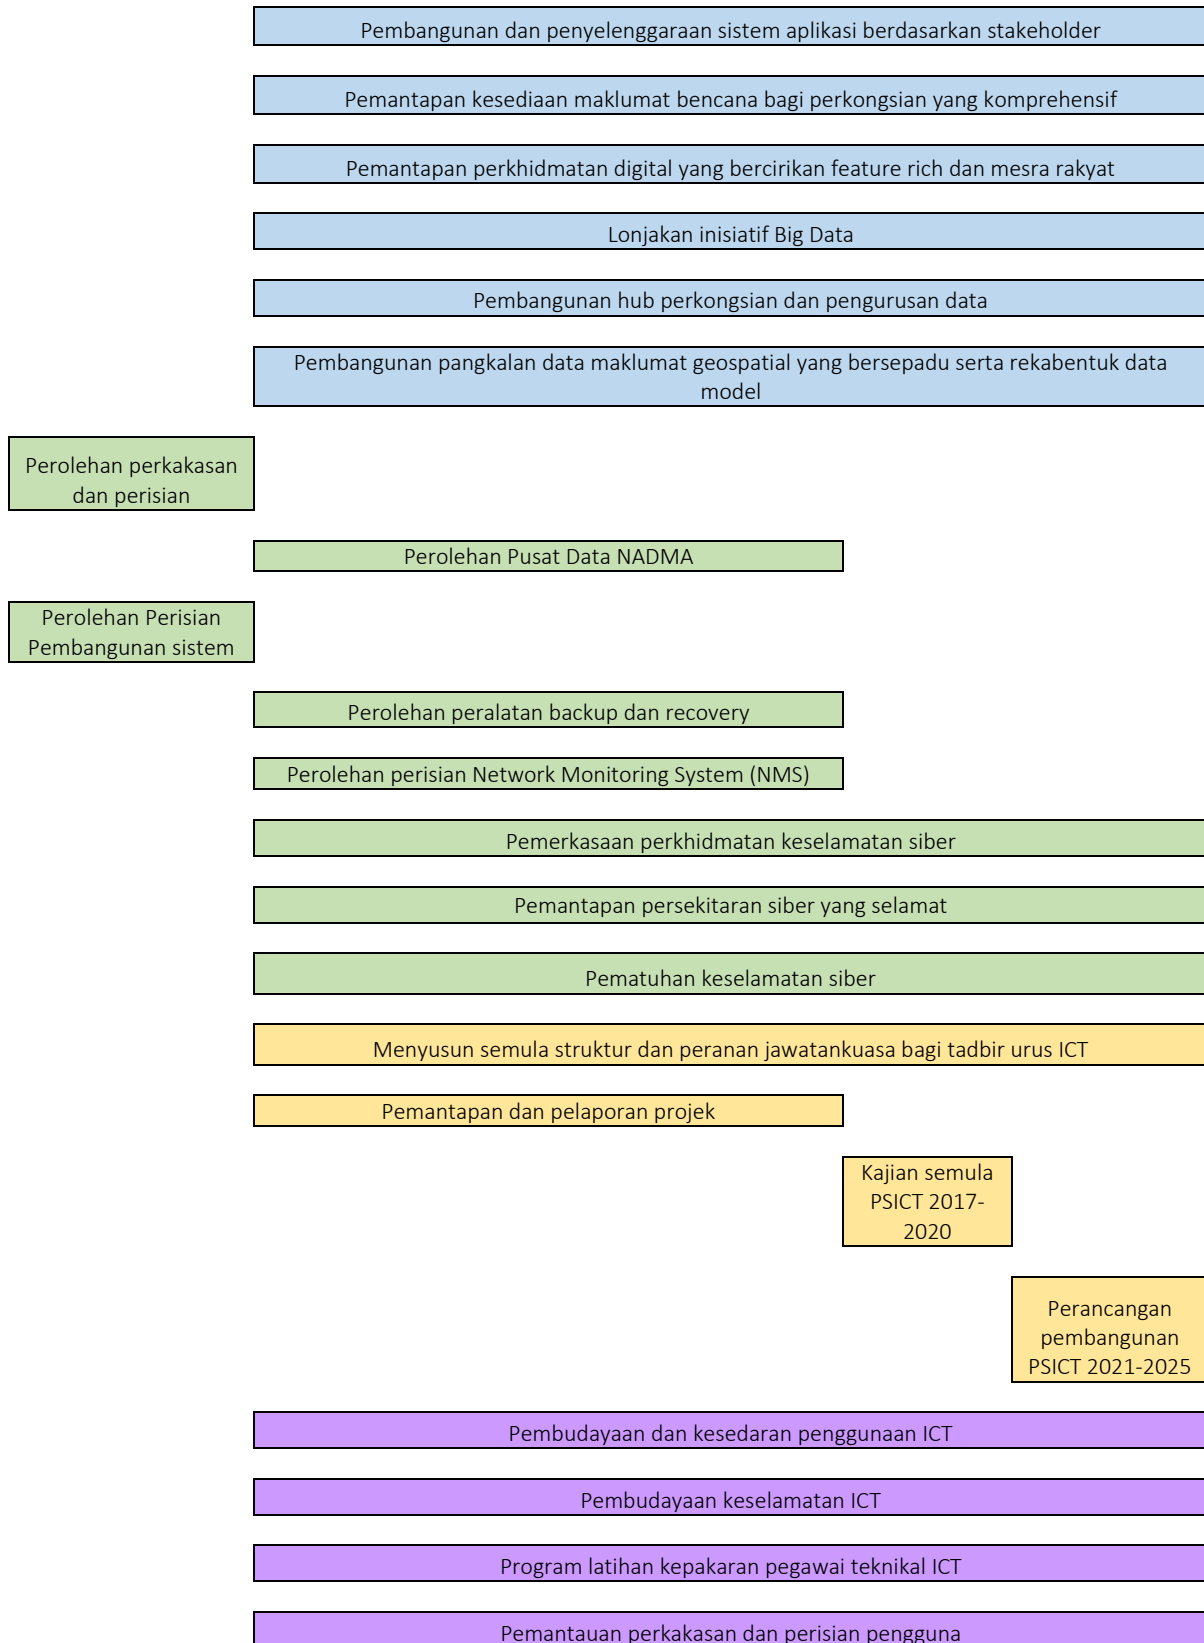 Pembangunan dan penyelenggaraan sistem aplikasi berdasarkan stakeholder
Pemantapan kesediaan maklumat bencana bagi perkongsian yang komprehensif
Pemantapan perkhidmatan digital yang bercirikan feature rich dan mesra rakyat
Lonjakan inisiatif Big Data
Pembangunan hub perkongsian dan pengurusan data
Pembangunan pangkalan data maklumat geospatial yang bersepadu serta rekabentuk data
model
Perolehan perkakasan
dan perisian
Perolehan Pusat Data NADMA
Perolehan Perisian
Pembangunan sistem
Perolehan peralatan backup dan recovery
Perolehan perisian Network Monitoring System (NMS)
Pemerkasaan perkhidmatan keselamatan siber
Pemantapan persekitaran siber yang selamat
Pematuhan keselamatan siber
Menyusun semula struktur dan peranan jawatankuasa bagi tadbir urus ICT
Pemantapan dan pelaporan projek
Kajian semula
PSICT 2017-
2020
Perancangan
pembangunan
PSICT 2021-2025
Pembudayaan dan kesedaran penggunaan ICT
Pembudayaan keselamatan ICT
Program latihan kepakaran pegawai teknikal ICT
Pemantauan perkakasan dan perisian pengguna